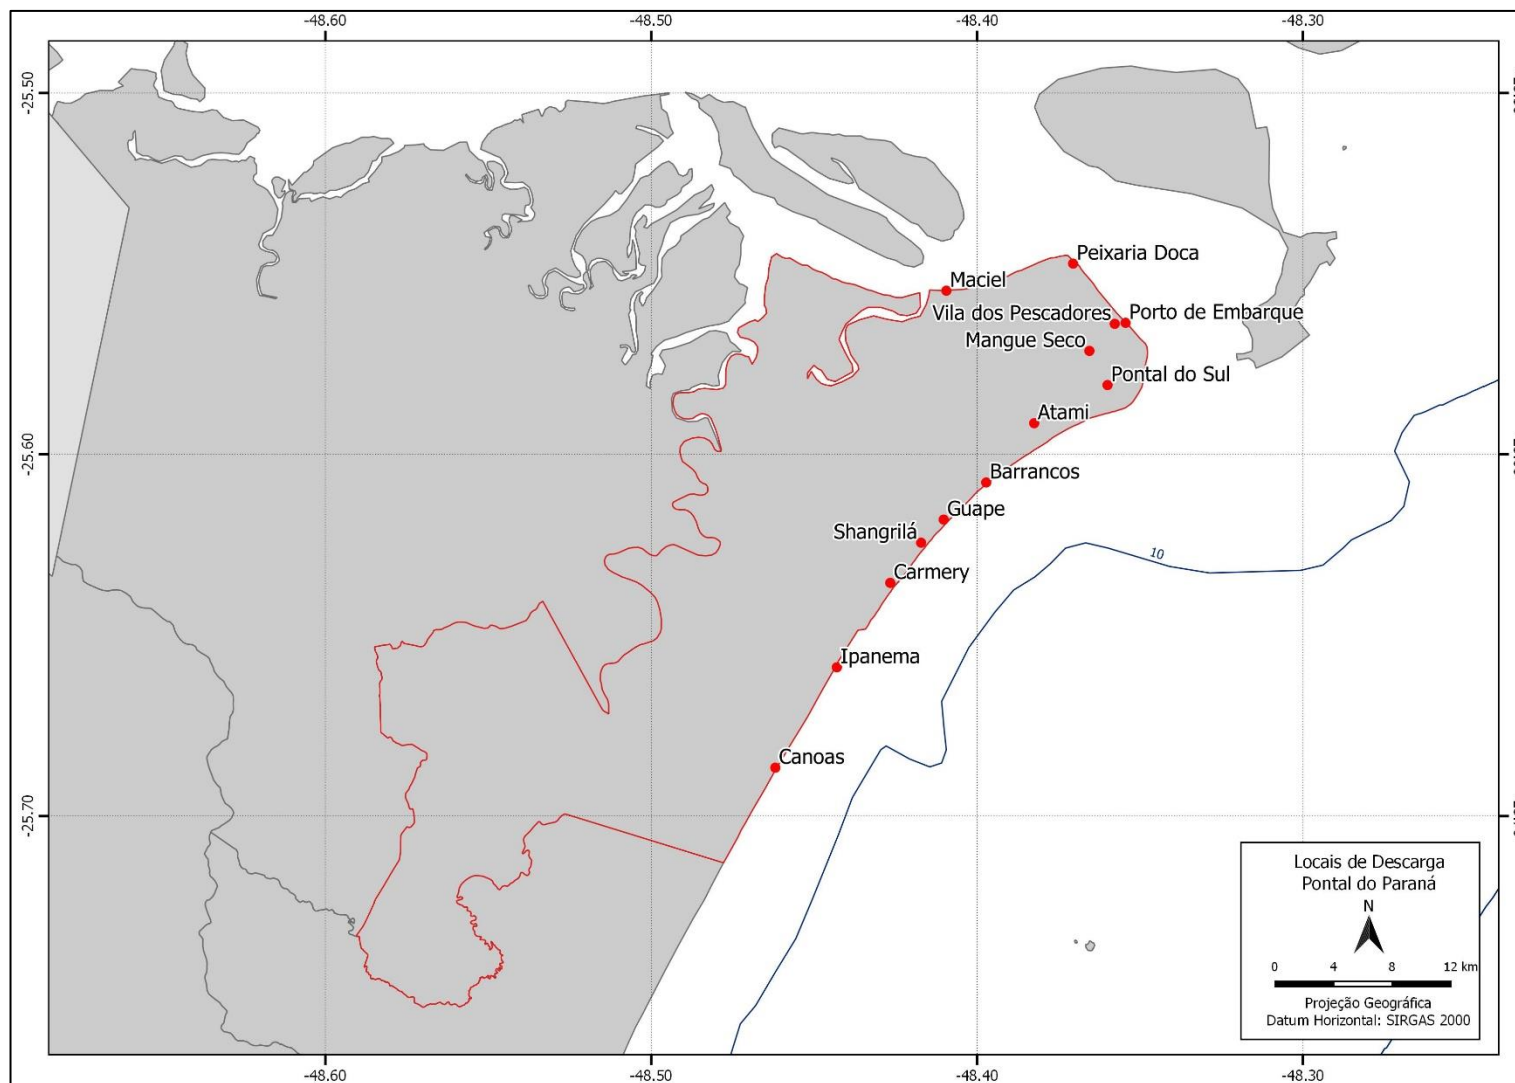 -48.60
-48.50
-48.40
-48.30
-25.50
Peixaria Doca
Maciel
Vila dos Pescadores
Porto de Embarque
Mangue Seco
Pontal do Sul
Atami
-25.60
Barrancos
Guape
Shangrilá
10
Carmery
Ipanema
Canoas
-25.70
Locais de Descarga
Pontal do Paraná
N
0 4 8 12 km
Projeção Geográfica
Datum Horizontal: SIRGAS 2000
-48.60
-48.50
-48.40
-48.30